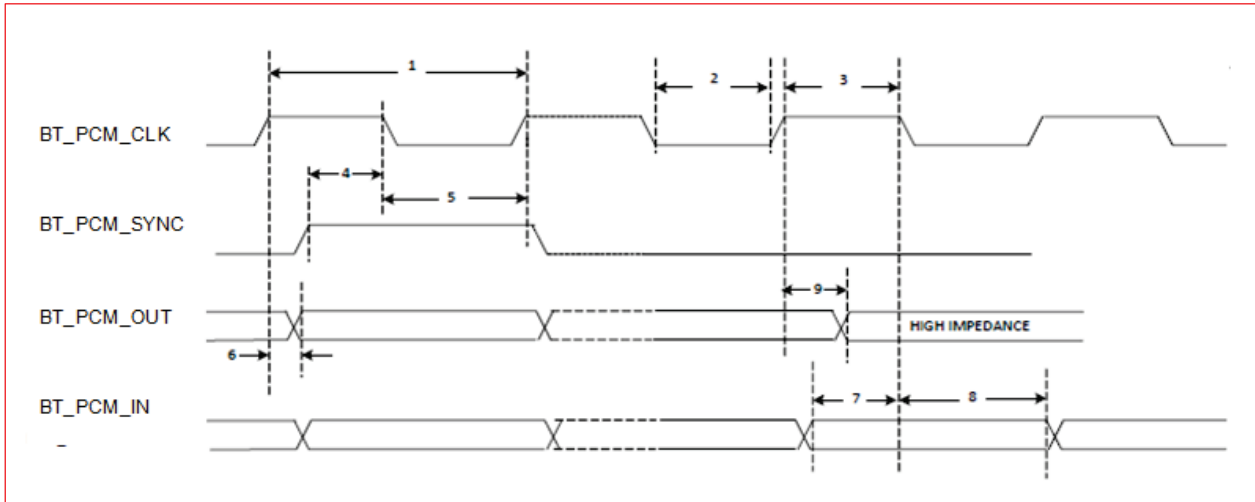 1
2
3
BT_PCM_CLK
4
5
BT_PCM_SYNC
9
BT_PCM_OUT
HIGH IMPEDANCE
6
BT_PCM_IN
7
8